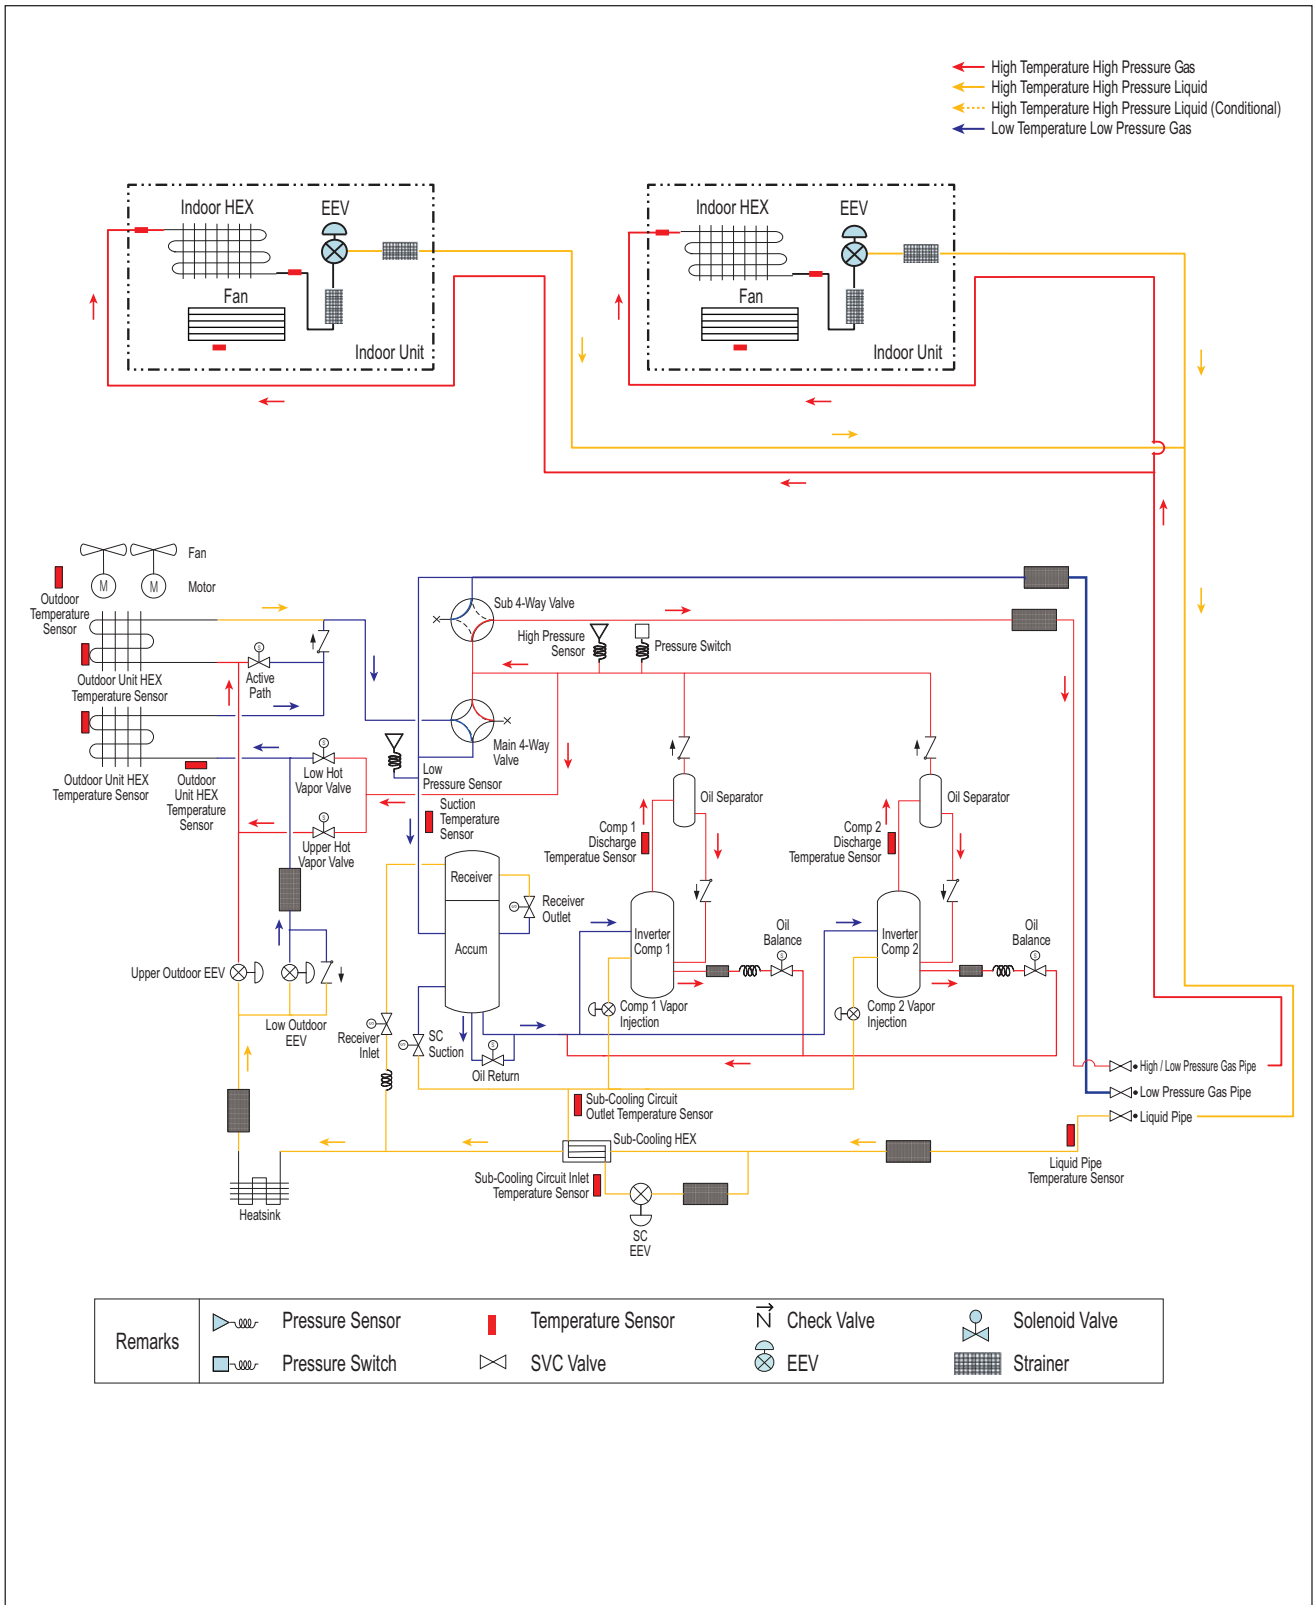 High Temperature High Pressure Gas
High Temperature High Pressure Liquid
High Temperature High Pressure Liquid (Conditional)
Low Temperature Low Pressure Gas
Indoor HEX
EEV
Fan
Indoor Unit
Indoor HEX
EEV
Fan
Indoor Unit
Fan
M
M
Motor
Outdoor
Temperature
Sensor
Sub 4-Way Valve
High Pressure
Sensor
Pressure Switch
S
Active
Path
Outdoor Unit HEX
Temperature Sensor
Main 4-Way
Valve
Outdoor Unit HEX
Temperature Sensor
Outdoor
Unit HEX
Temperature
Sensor
S
Low Hot
Vapor Valve
Low
Pressure Sensor
Suction
Temperature
Sensor
S
Upper Hot
Vapor Valve
Oil Separator
Oil Separator
Comp 1
Discharge
Temperatue Sensor
Comp 2
Discharge
Temperatue Sensor
Receiver
S
Receiver
Outlet
Accum
Inverter
Comp 1
Oil
Balance
S
Inverter
Comp 2
Oil
Balance
S
Upper Outdoor EEV
Low Outdoor
EEV
S
Receiver
Inlet
S
SC
Suction
S
Oil Return
Comp 1 Vapor
Injection
Comp 2 Vapor
Injection
High / Low Pressure Gas Pipe
Low Pressure Gas Pipe
Liquid Pipe
Sub-Cooling Circuit
Outlet Temperature Sensor
Sub-Cooling HEX
Sub-Cooling Circuit Inlet
Temperature Sensor
SC
EEV
Liquid Pipe
Temperature Sensor
Heatsink
Remarks
Pressure Sensor
Temperature Sensor
Check Valve
Solenoid Valve
Pressure Switch
SVC Valve
EEV
Strainer